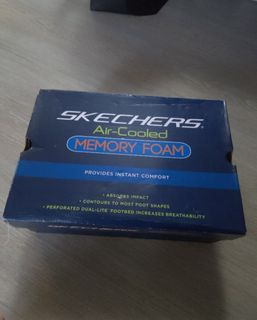 SKECHERS
Air-Cooled
MEMORY FOAM
PROVIDES INSTANT COMFORT
• ABSORBS IMPACT
• CONTOURS TO MOST FOOT SHAPES
• PERFORATED DUAL-LITE FOOTBED INCREASES BREATHABILITY